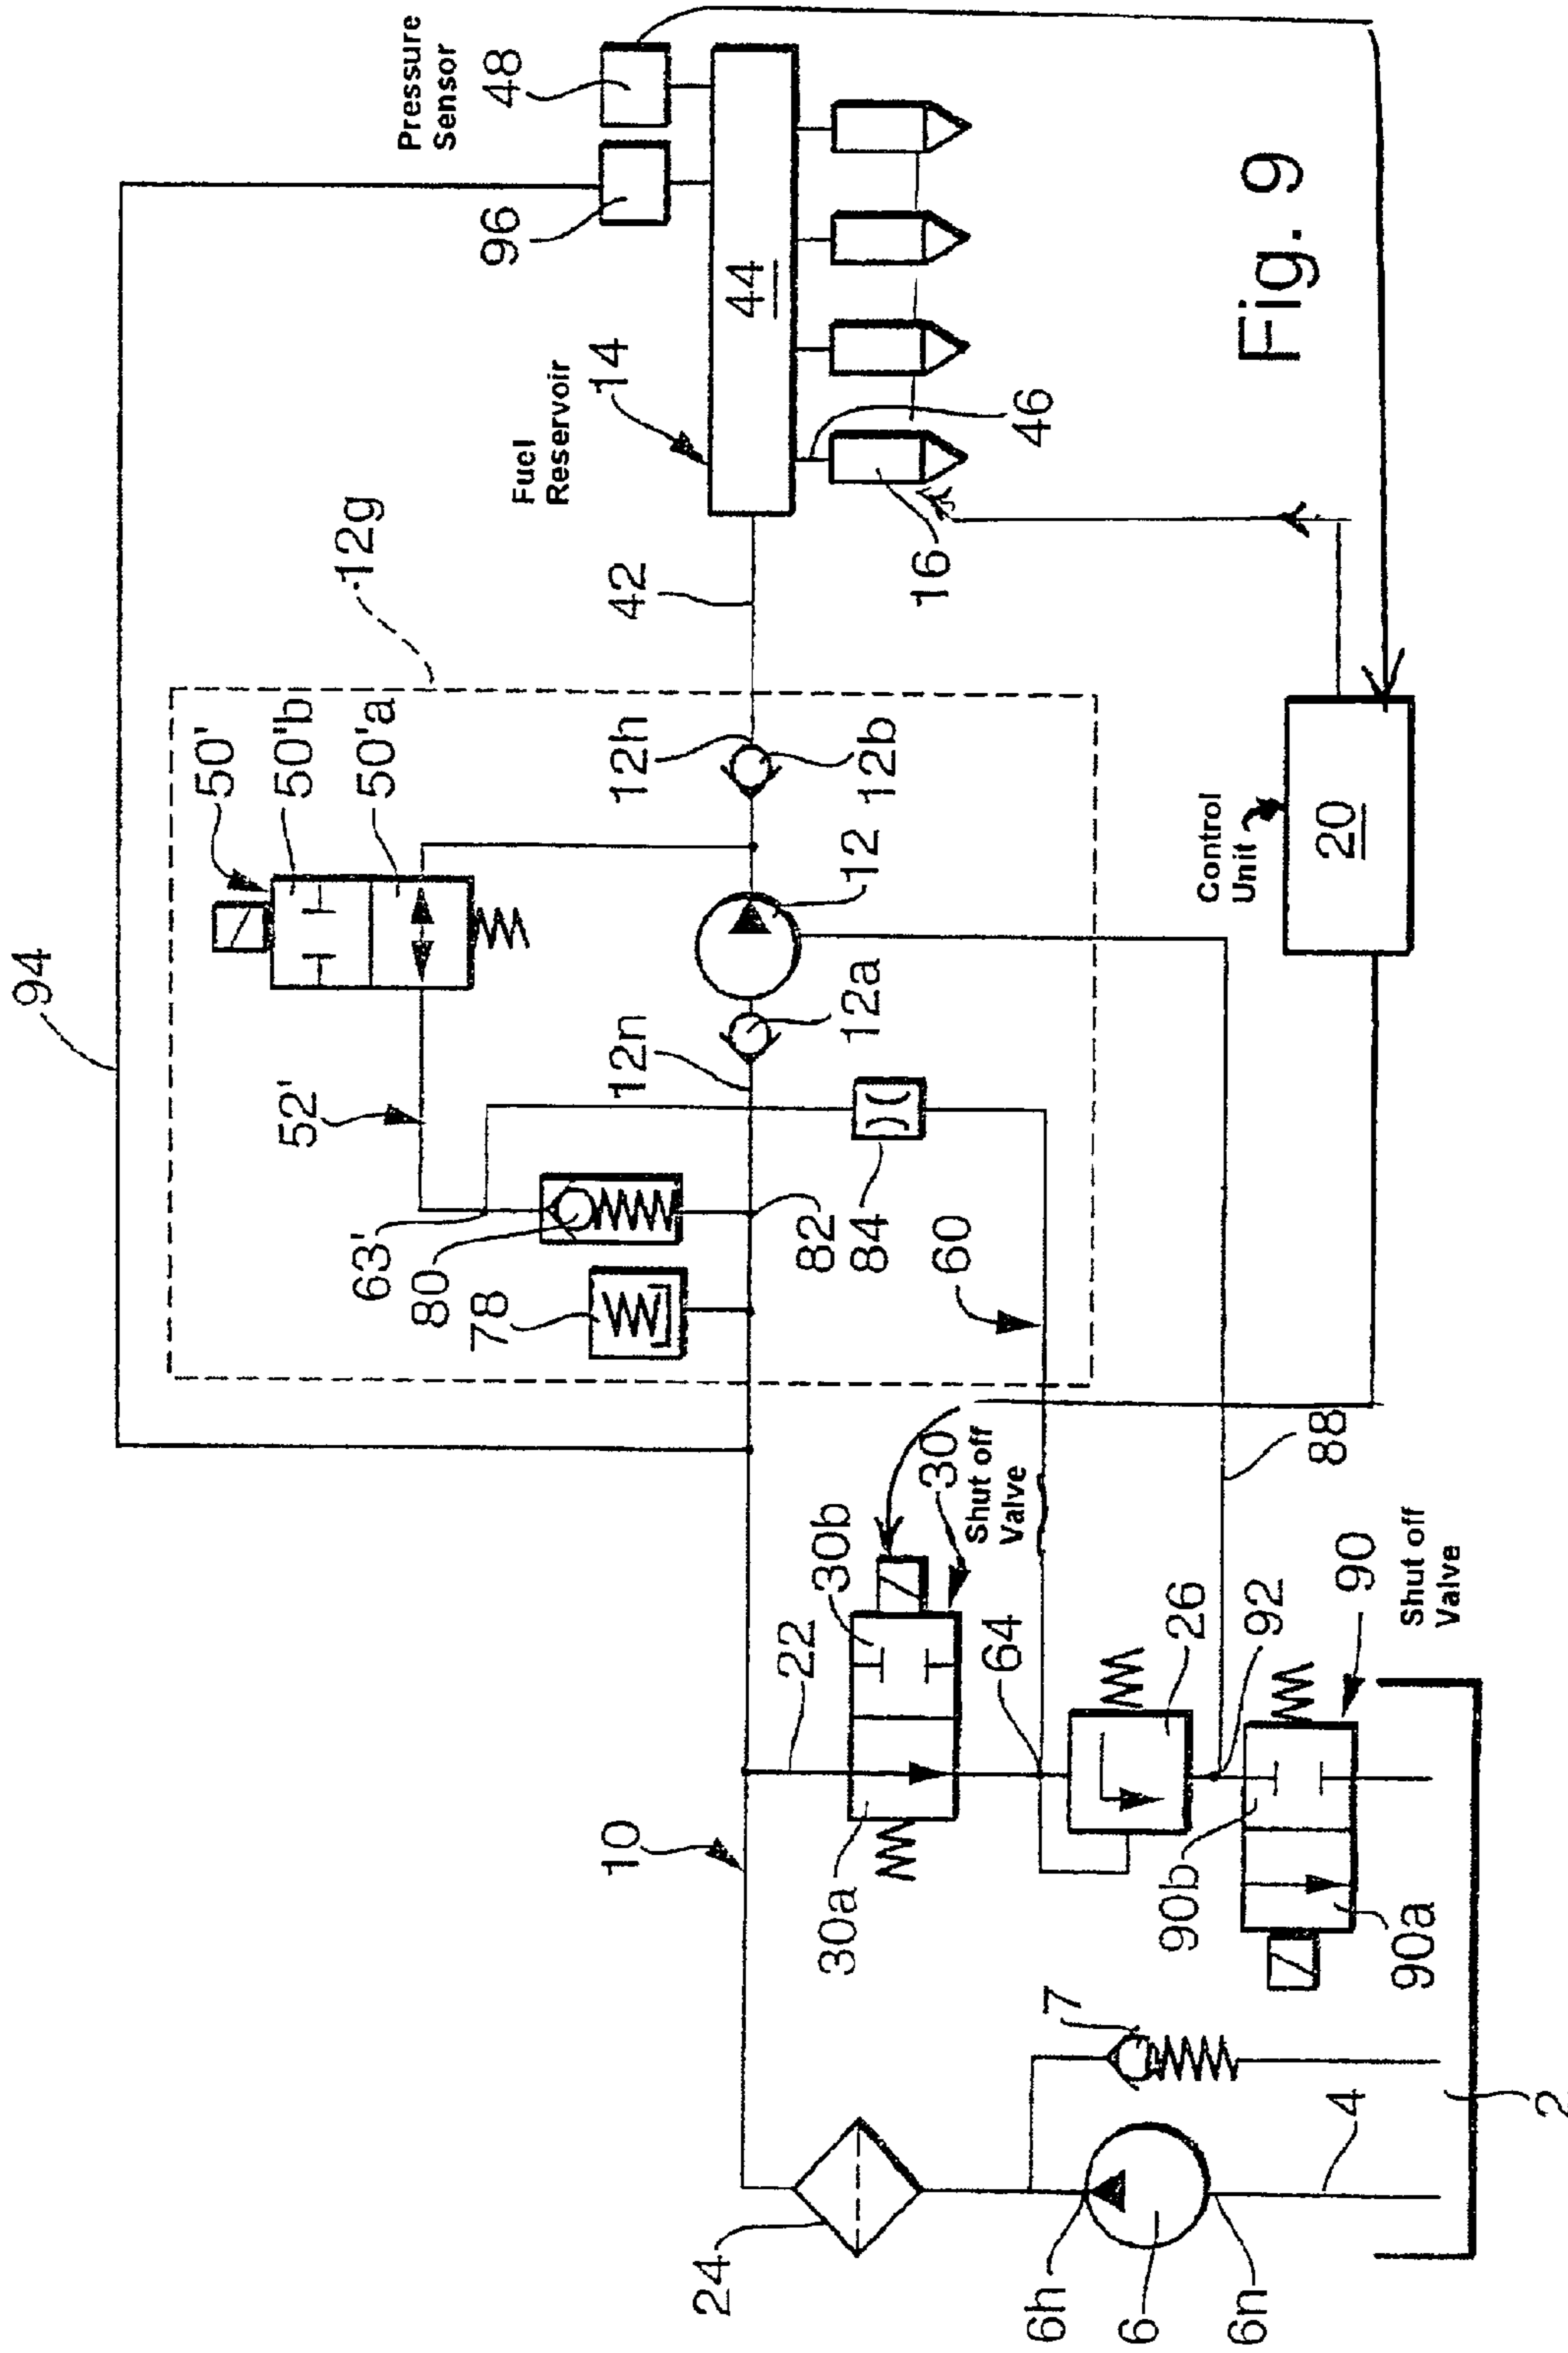 94
12g
50'
50'b
50'a
52'
63'
80
78
Pressure
Sensor
48
96
Fuel
Reservoir
14
44
42
12h
12b
12
12n
12a
82
84
60
46
16
Fig. 9
Control
Unit
20
10
22
30b
30
Shut off
Valve
30a
64
26
88
92
90
Shut off
Valve
90b
90a
24
7
6h
6
6n
4
2